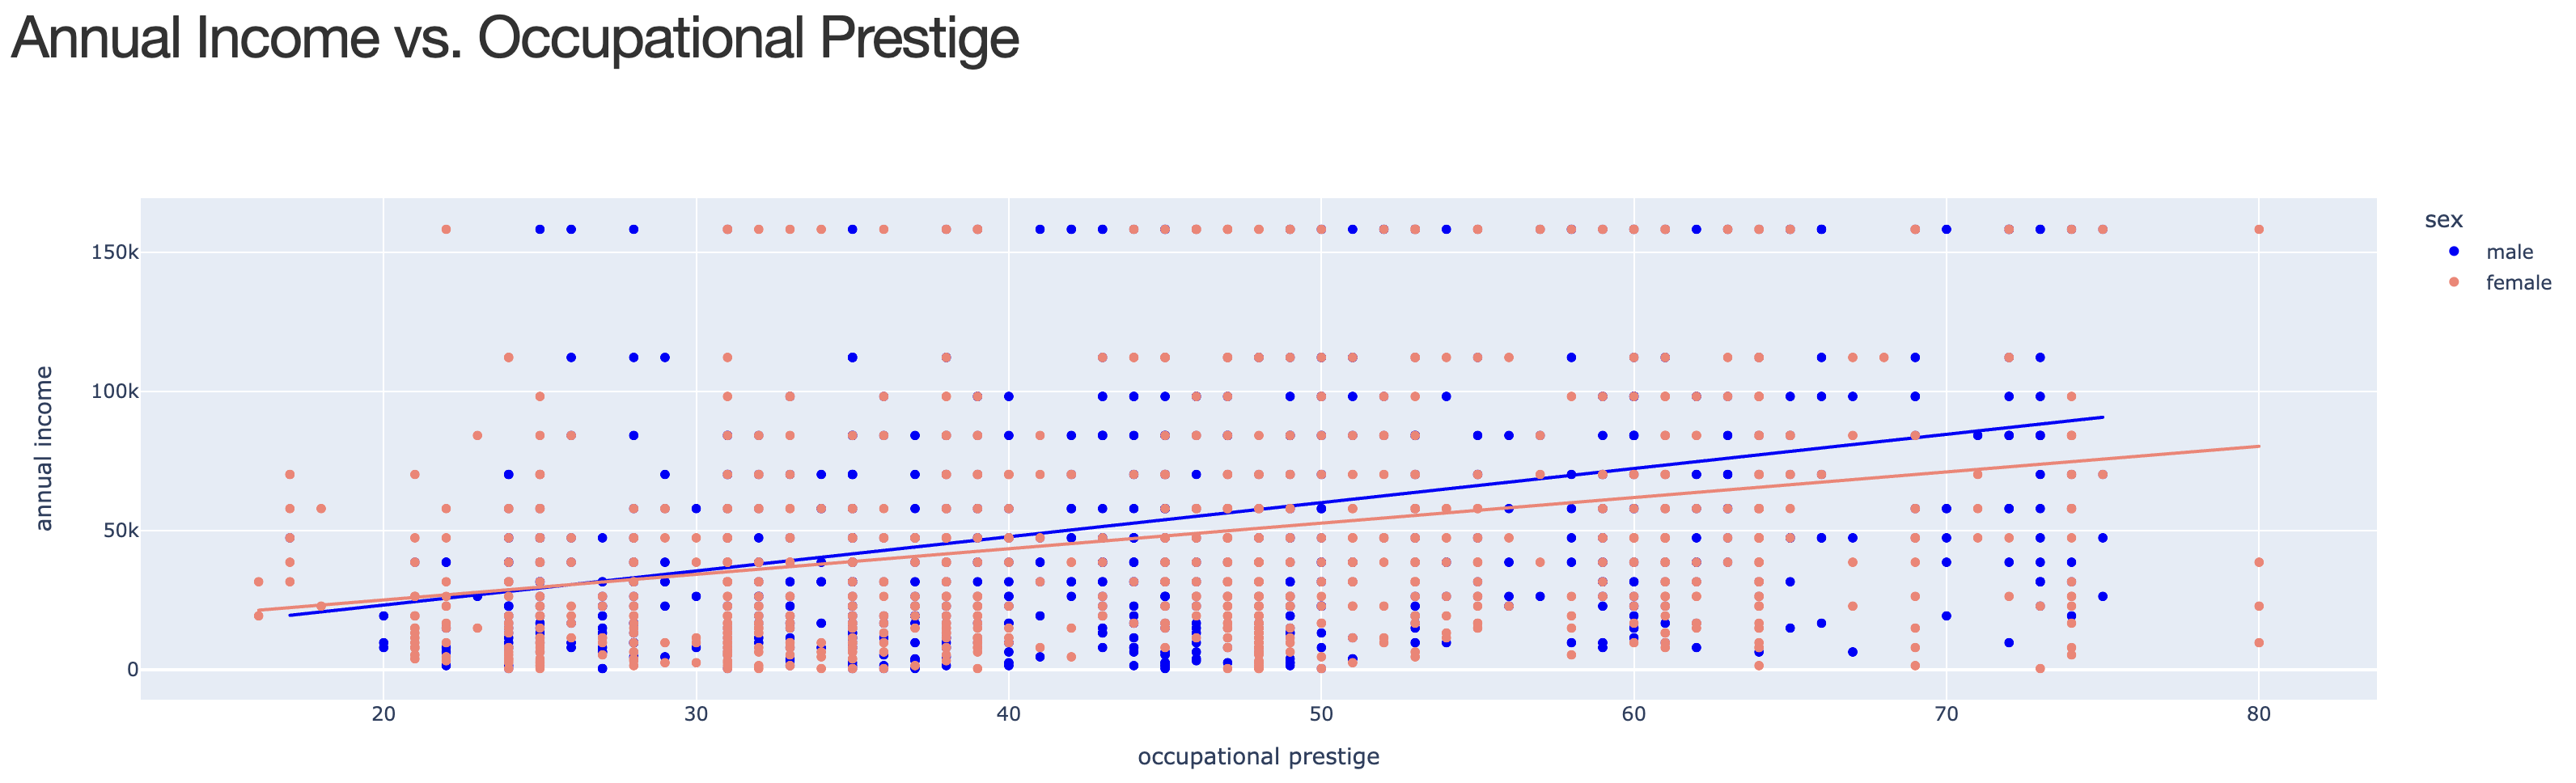 Annual Income vs. Occupational Prestige
sex
male
female
annual income
150k
100k
50k
0
20 30 40 50 60 70 80
occupational prestige